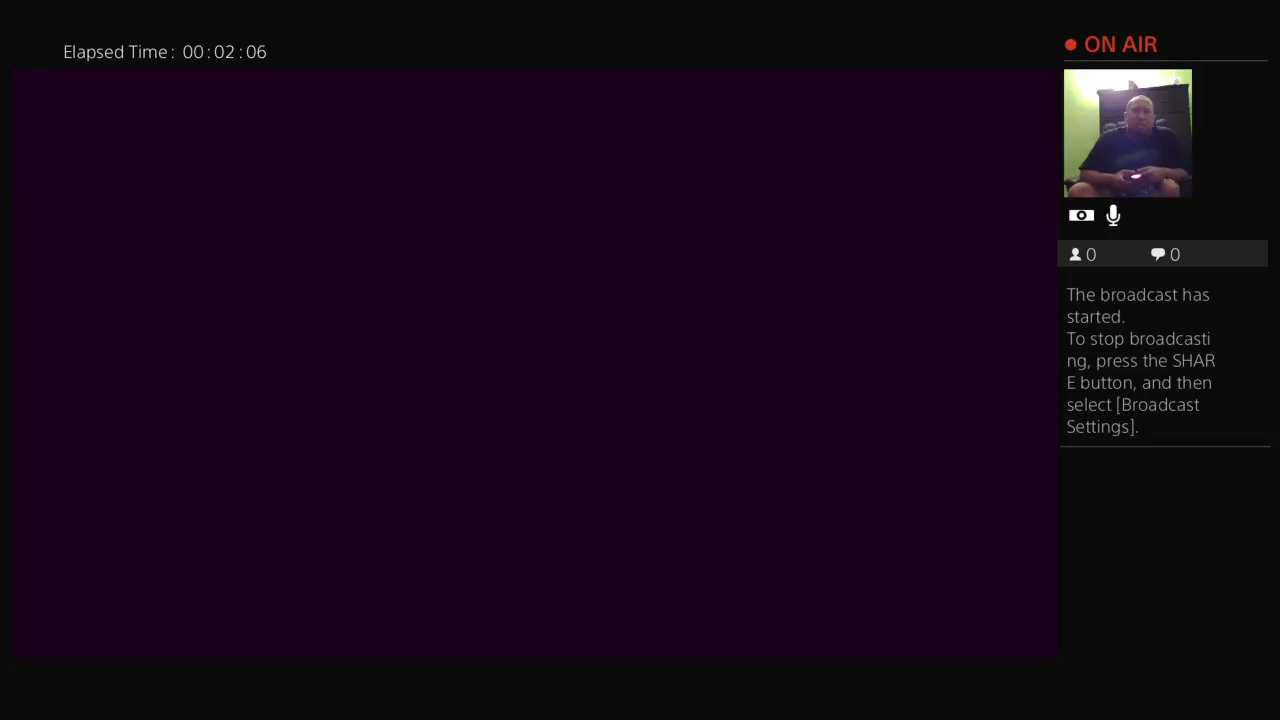 Elapsed Time: 00:02:06
ON AIR
0 0
The broadcast has
started.
To stop broadcasti
ng, press the SHAR
E button, and then
select [Broadcast
Settings].